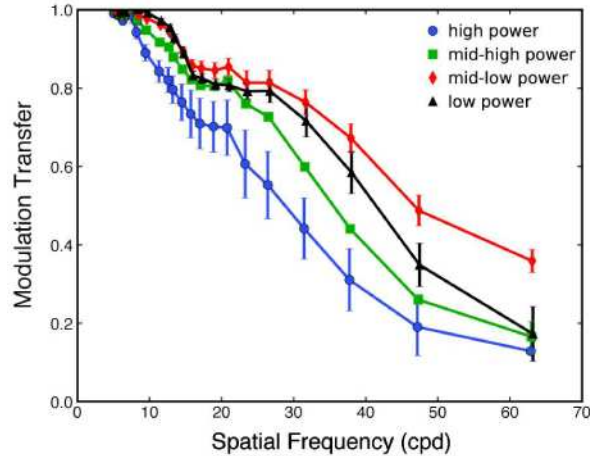 1.0
0.8
0.6
0.4
0.2
0.0
Modulation Transfer
high power
mid-high power
mid-low power
low power
0 10 20 30 40 50 60 70
Spatial Frequency (cpd)